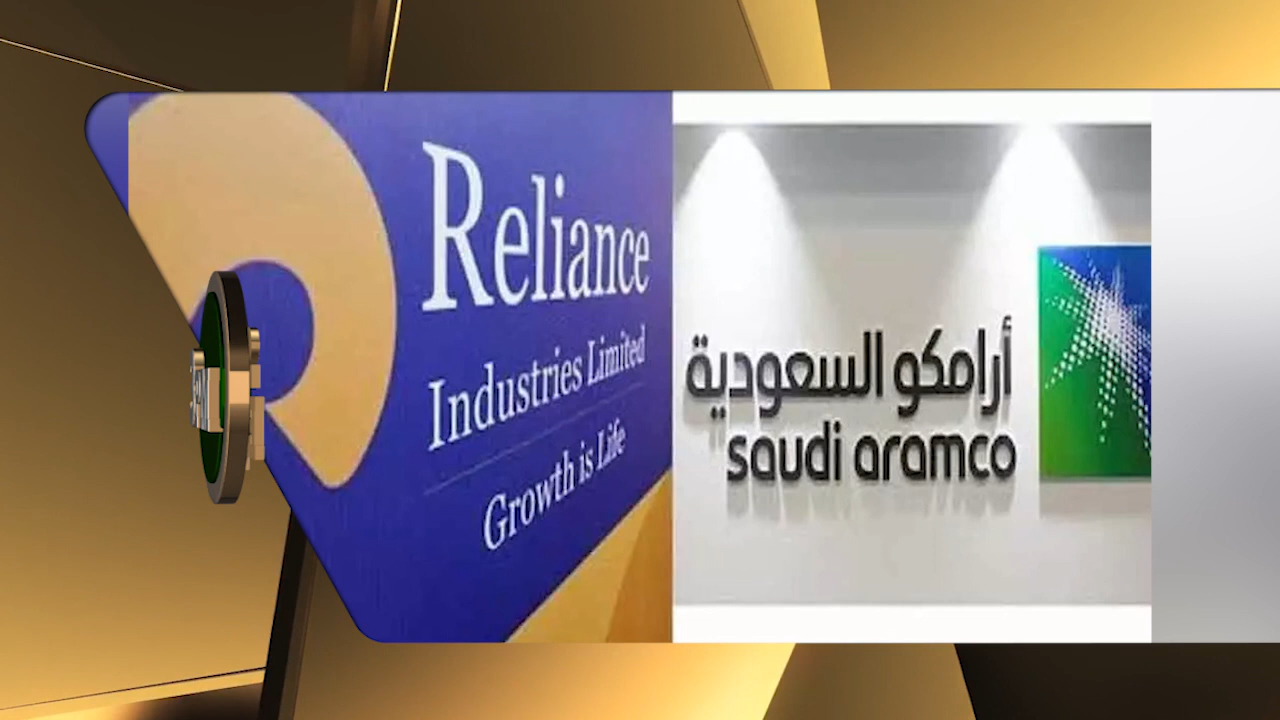 Reliance
Industries Limited
Growth is Life
أرامكو السعودية
saudi aramco